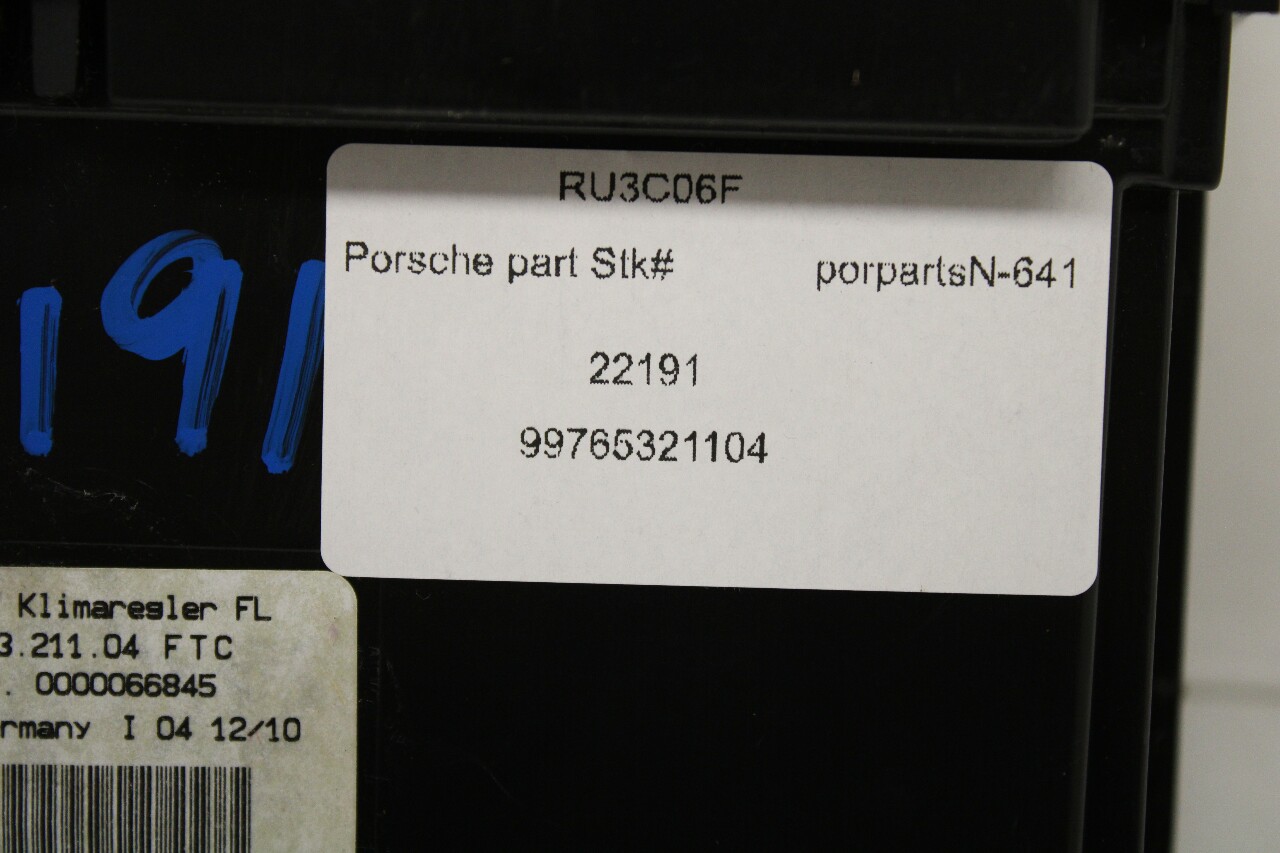 RU3C06F
Porsche part Stk# porpartsN-641
22191
99765321104
191
Klimaregler FL
3.211.04 FTC
. 0000066845
rmany I 04 12/10